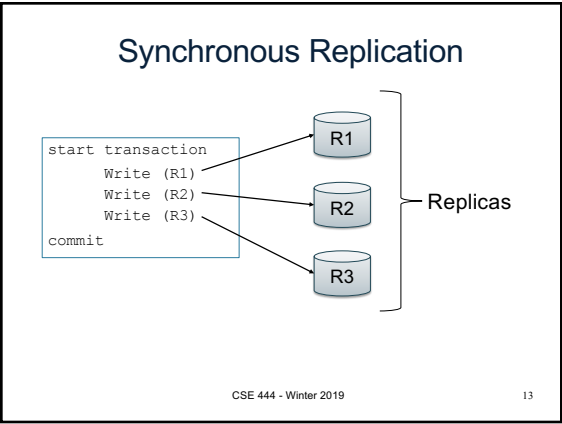 Synchronous Replication
start transaction
Write (R1)
Write (R2)
Write (R3)
commit
R1
R2
R3
Replicas
CSE 444 - Winter 2019
13